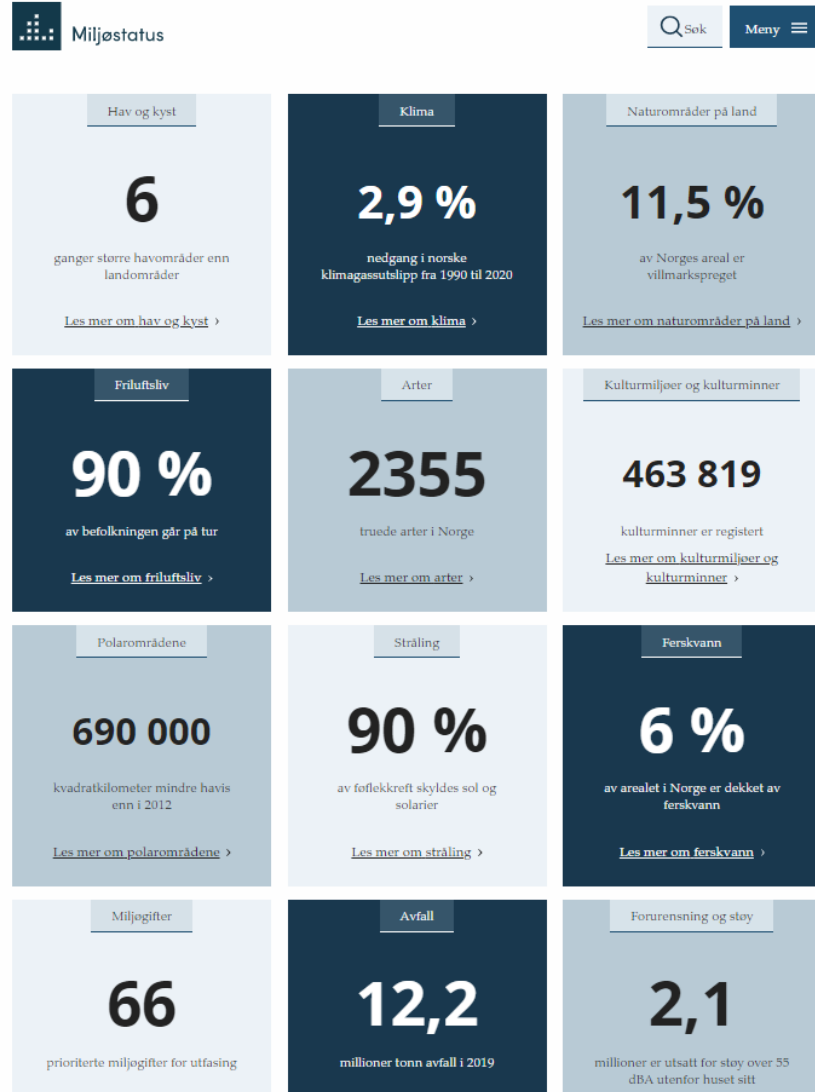 Miljøstatus
Søk
Meny
Hav og kyst
6
ganger større havområder enn
landområder
Les mer om hav og kyst ›
Klima
2,9 %
nedgang i norske
klimagassutslipp fra 1990 til 2020
Les mer om klima ›
Naturområder på land
11,5 %
av Norges areal er
villmarkspreget
Les mer om naturområder på land ›
Friluftsliv
90 %
av befolkningen går på tur
Les mer om friluftsliv ›
Arter
2355
truede arter i Norge
Les mer om arter ›
Kulturmiljøer og kulturminner
463 819
kulturminner er registert
Les mer om kulturmiljøer og
kulturminner ›
Polarområdene
690 000
kvadratkilometer mindre havis
enn i 2012
Les mer om polarområdene ›
Stråling
90 %
av føflekkreft skyldes sol og
solarier
Les mer om stråling ›
Ferskvann
6 %
av arealet i Norge er dekket av
ferskvann
Les mer om ferskvann ›
Miljøgifter
66
prioriterte miljøgifter for utfasing
Avfall
12,2
millioner tonn avfall i 2019
Forurensning og støy
2,1
millioner er utsatt for støy over 55
dBA utenfor huset sitt